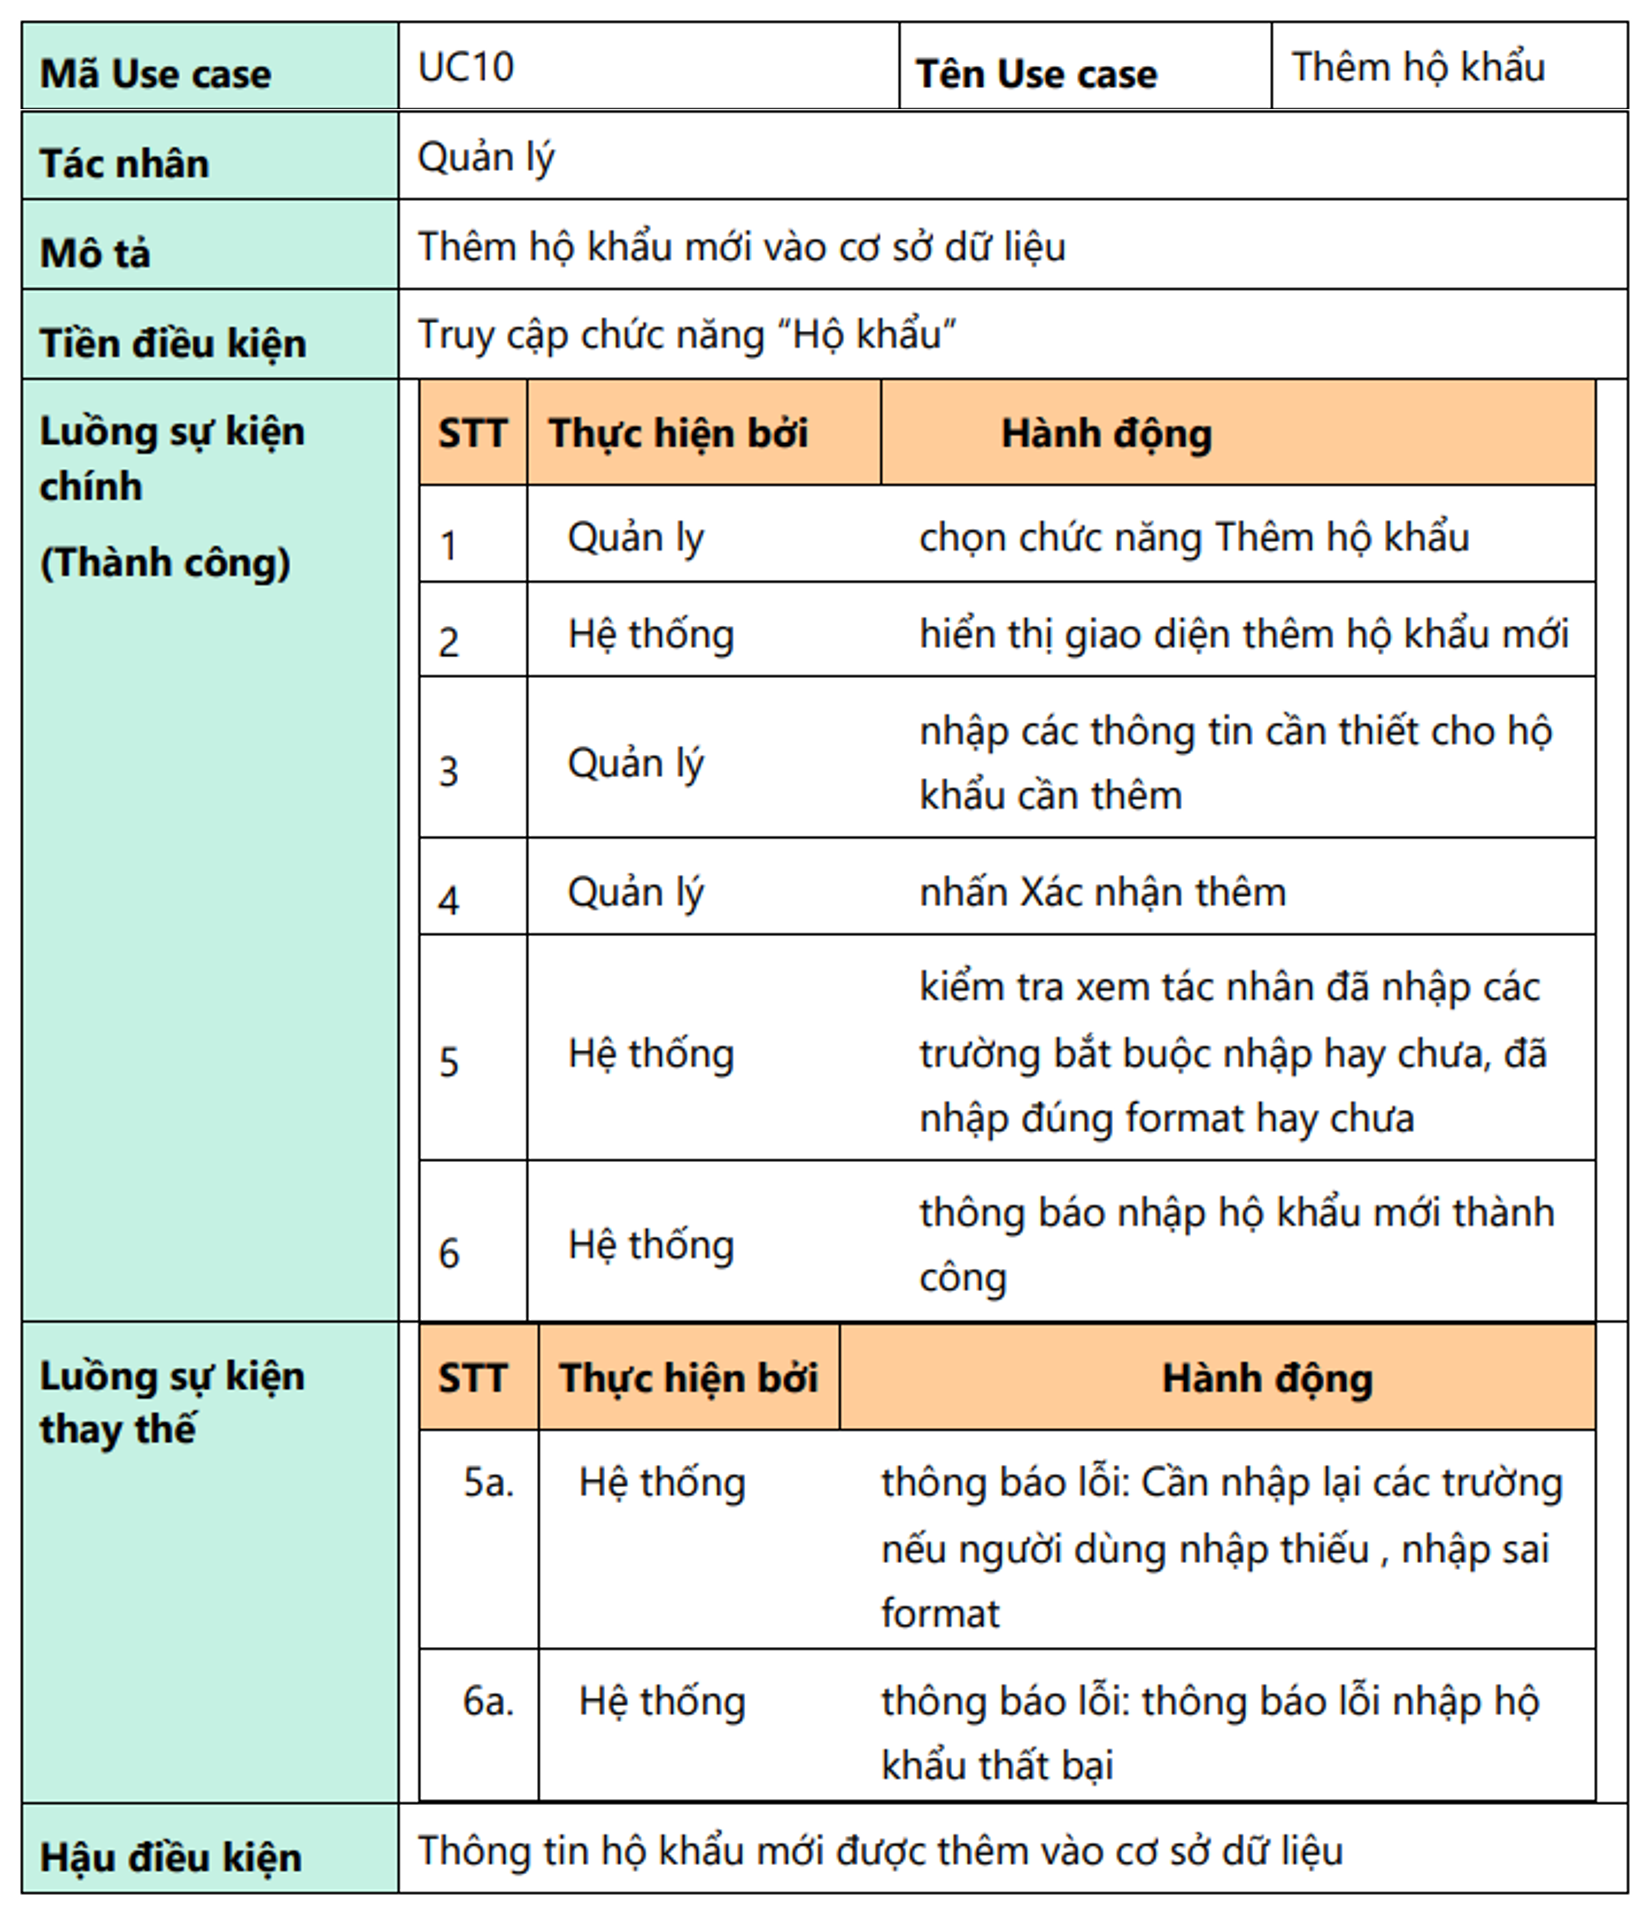 Mã Use case UC10 Tên Use case Thêm hộ khẩu
Tác nhân Quản lý
Mô tả Thêm hộ khẩu mới vào cơ sở dữ liệu
Tiền điều kiện Truy cập chức năng “Hộ khẩu”
Luồng sự kiện
chính
(Thành công)
STT Thực hiện bởi Hành động
1 Quản ly chọn chức năng Thêm hộ khẩu
2 Hệ thống hiển thị giao diện thêm hộ khẩu mới
3 Quản lý nhập các thông tin cần thiết cho hộ
khẩu cần thêm
4 Quản lý nhấn Xác nhận thêm
5 Hệ thống kiểm tra xem tác nhân đã nhập các
trường bắt buộc nhập hay chưa, đã
nhập đúng format hay chưa
6 Hệ thống thông báo nhập hộ khẩu mới thành
công
Luồng sự kiện
thay thế
STT Thực hiện bởi Hành động
5a. Hệ thống thông báo lỗi: Cần nhập lại các trường
nếu người dùng nhập thiếu , nhập sai
format
6a. Hệ thống thông báo lỗi: thông báo lỗi nhập hộ
khẩu thất bại
Hậu điều kiện Thông tin hộ khẩu mới được thêm vào cơ sở dữ liệu